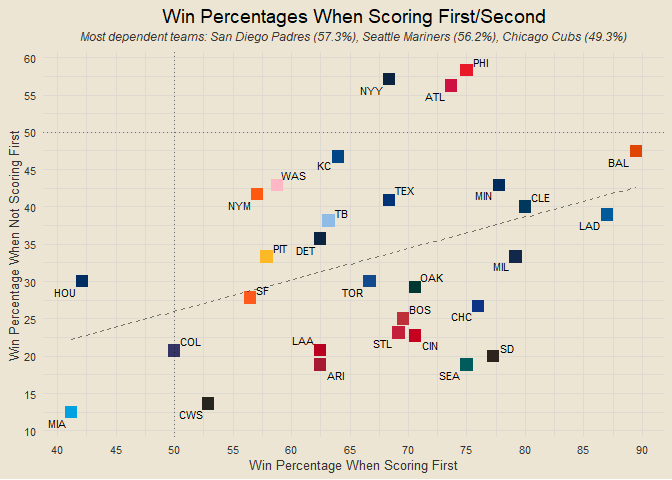 Win Percentages When Scoring First/Second
Most dependent teams: San Diego Padres (57.3%), Seattle Mariners (56.2%), Chicago Cubs (49.3%)
Win Percentage When Not Scoring First
60
55
50
45
40
35
30
25
20
15
10
PHI
NYY
ATL
BAL
KC
WAS
NYM
TEX
MIN
CLE
TB
LAD
DET
PIT
MIL
HOU
SF
TOR
OAK
CHC
BOS
STL
CIN
COL
LAA
ARI
SD
SEA
CWS
MIA
40 45 50 55 60 65 70 75 80 85 90
Win Percentage When Scoring First